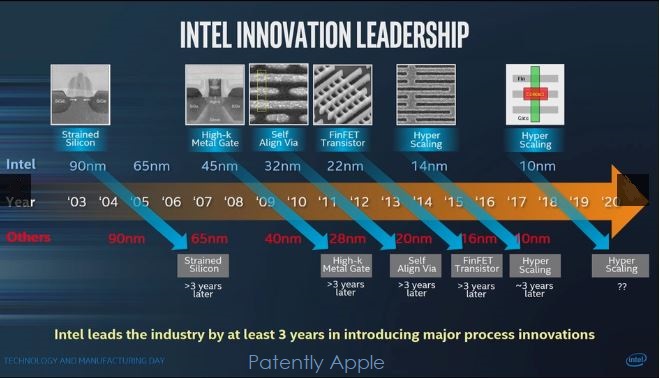 INTEL INNOVATION LEADERSHIP
SiGe SiGe
Fin
Contact
Gate
Strained Silicon
High-k Metal Gate
Self Align Via
FinFET Transistor
Hyper Scaling
Hyper Scaling
Intel 90nm 65nm 45nm 32nm 22nm 14nm 10nm
Year '03 '04 '05 '06 '07 '08 '09 '10 '11 '12 '13 '14 '15 '16 '17 '18 '19 '20
Others 90nm 65nm 40nm 28nm 20nm 16nm 10nm
Strained Silicon
>3 years later
High-k Metal Gate
>3 years later
Self Align Via
>3 years later
FinFET Transistor
>3 years later
Hyper Scaling
~3 years later
Hyper Scaling
??
Intel leads the industry by at least 3 years in introducing major process innovations
TECHNOLOGY AND MANUFACTURING DAY
Patently Apple
intel